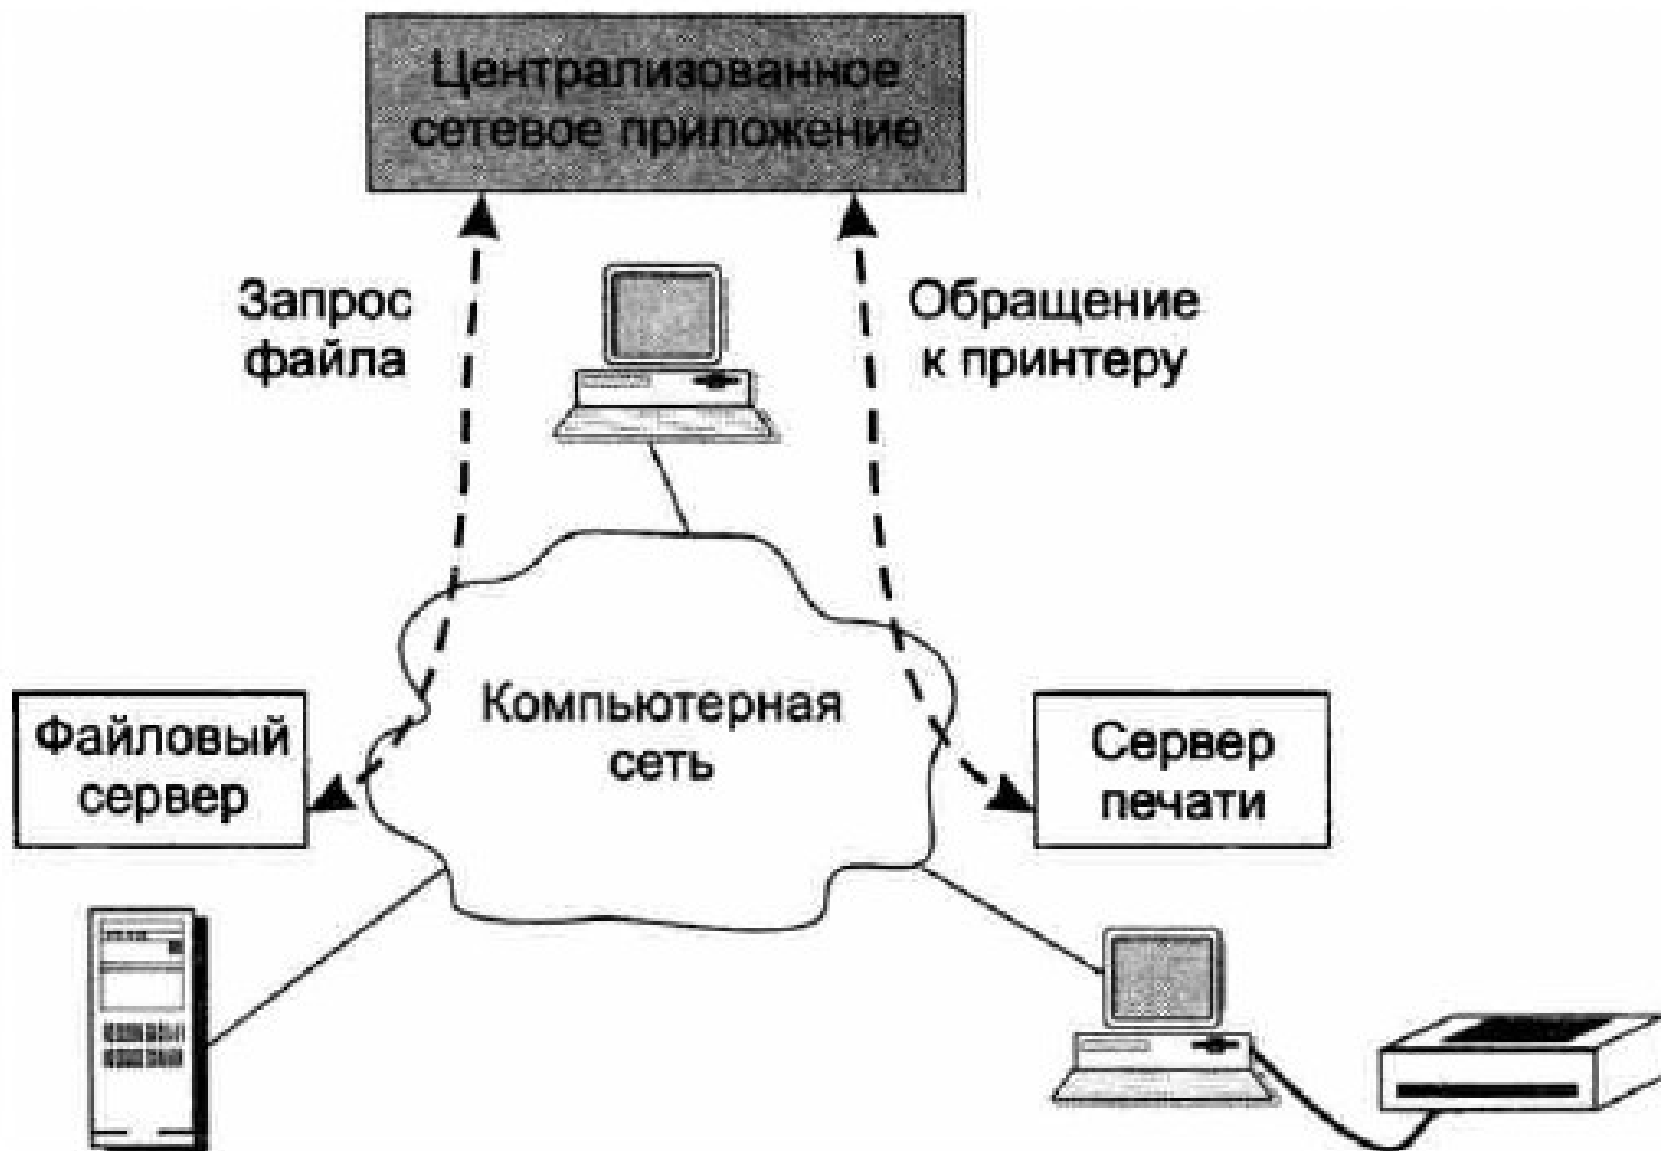 Централизованное
сетевое приложение
Запрос
файла
Обращение
к принтеру
Компьютерная
сеть
Файловый
сервер
Сервер
печати